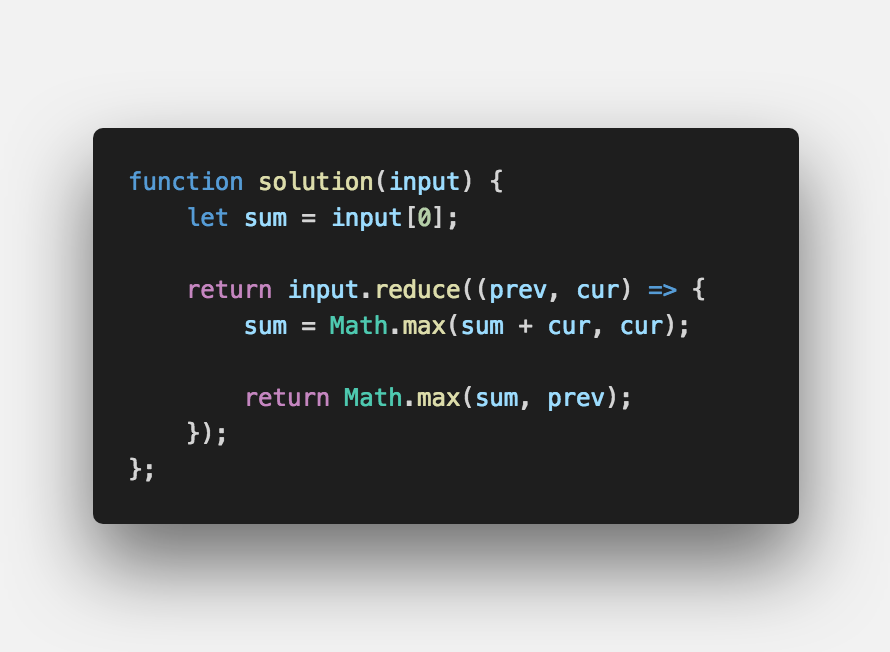 function solution(input) {
    let sum = input[0];

    return input.reduce((prev, cur) => {
        sum = Math.max(sum + cur, cur);

        return Math.max(sum, prev);
    });
};